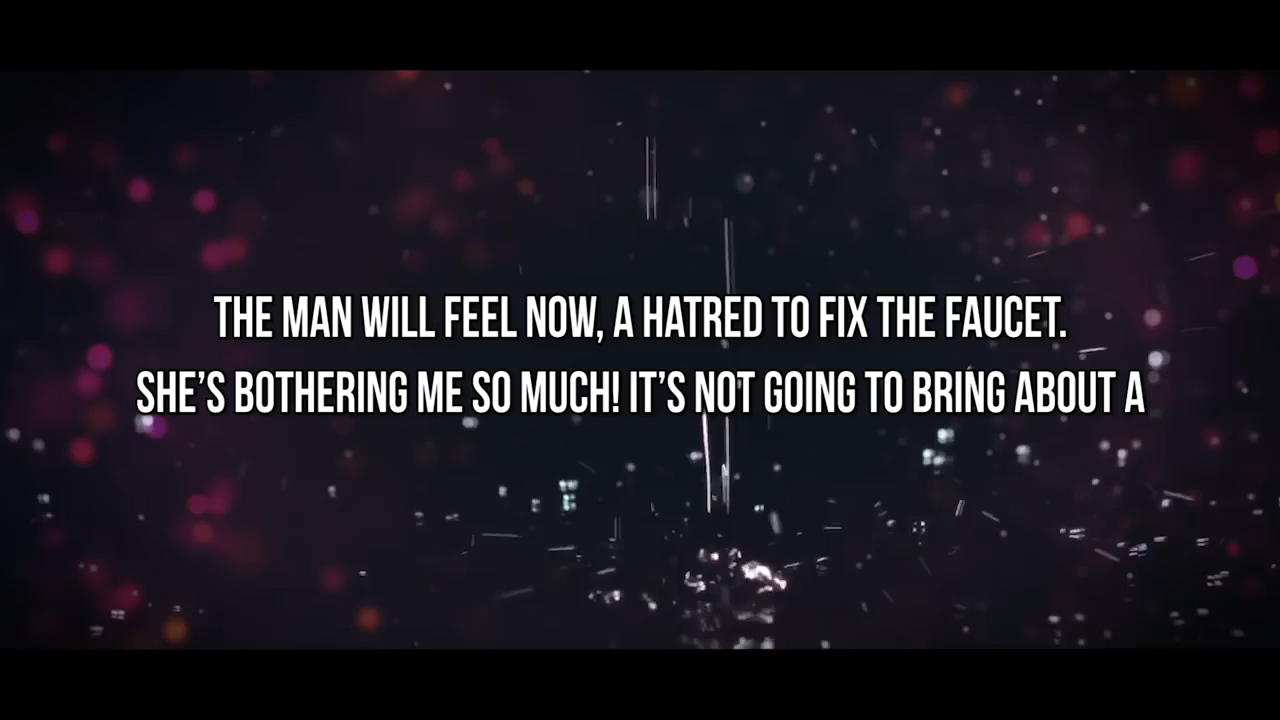 THE MAN WILL FEEL NOW, A HATRED TO FIX THE FAUCET.
SHE'S BOTHERING ME SO MUCH! IT'S NOT GOING TO BRING ABOUT A